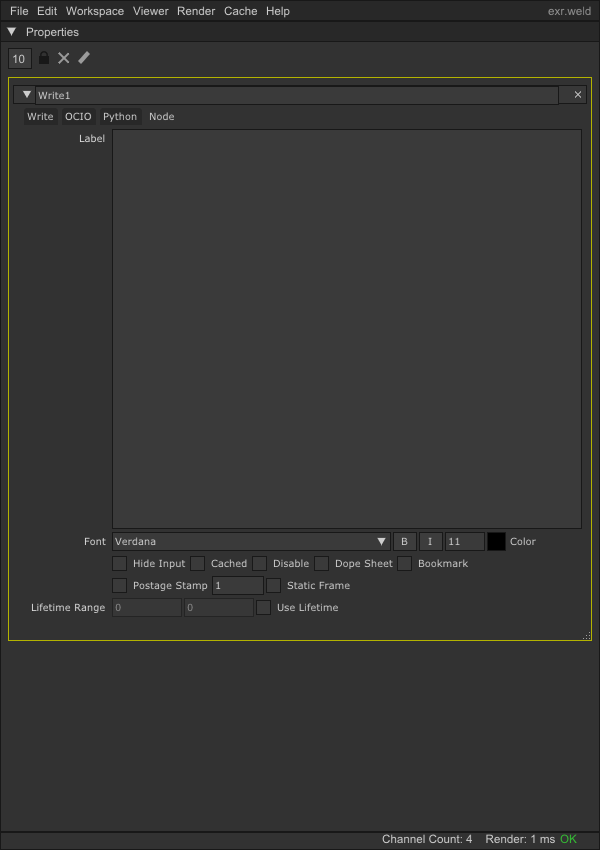 File Edit Workspace Viewer Render Cache Help exr.weld
Properties
10
Write1
Write OCIO Python Node
Label
Font Verdana B I 11 Color
Hide Input Cached Disable Dope Sheet Bookmark
Postage Stamp 1 Static Frame
Lifetime Range 0 0 Use Lifetime
Channel Count: 4 Render: 1 ms OK